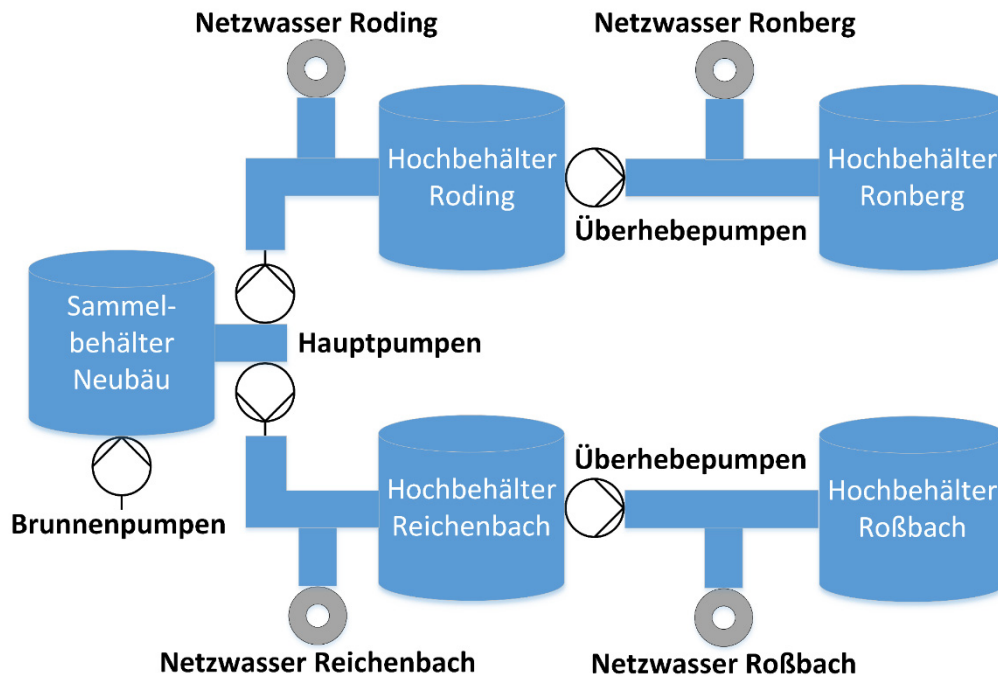 Netzwasser Roding
Netzwasser Ronberg
Hochbehälter
Roding
Hochbehälter
Ronberg
Überhebepumpen
Sammel-
behälter
Neubäu
Hauptpumpen
Brunnenpumpen
Überhebepumpen
Hochbehälter
Reichenbach
Hochbehälter
Roßbach
Netzwasser Reichenbach
Netzwasser Roßbach